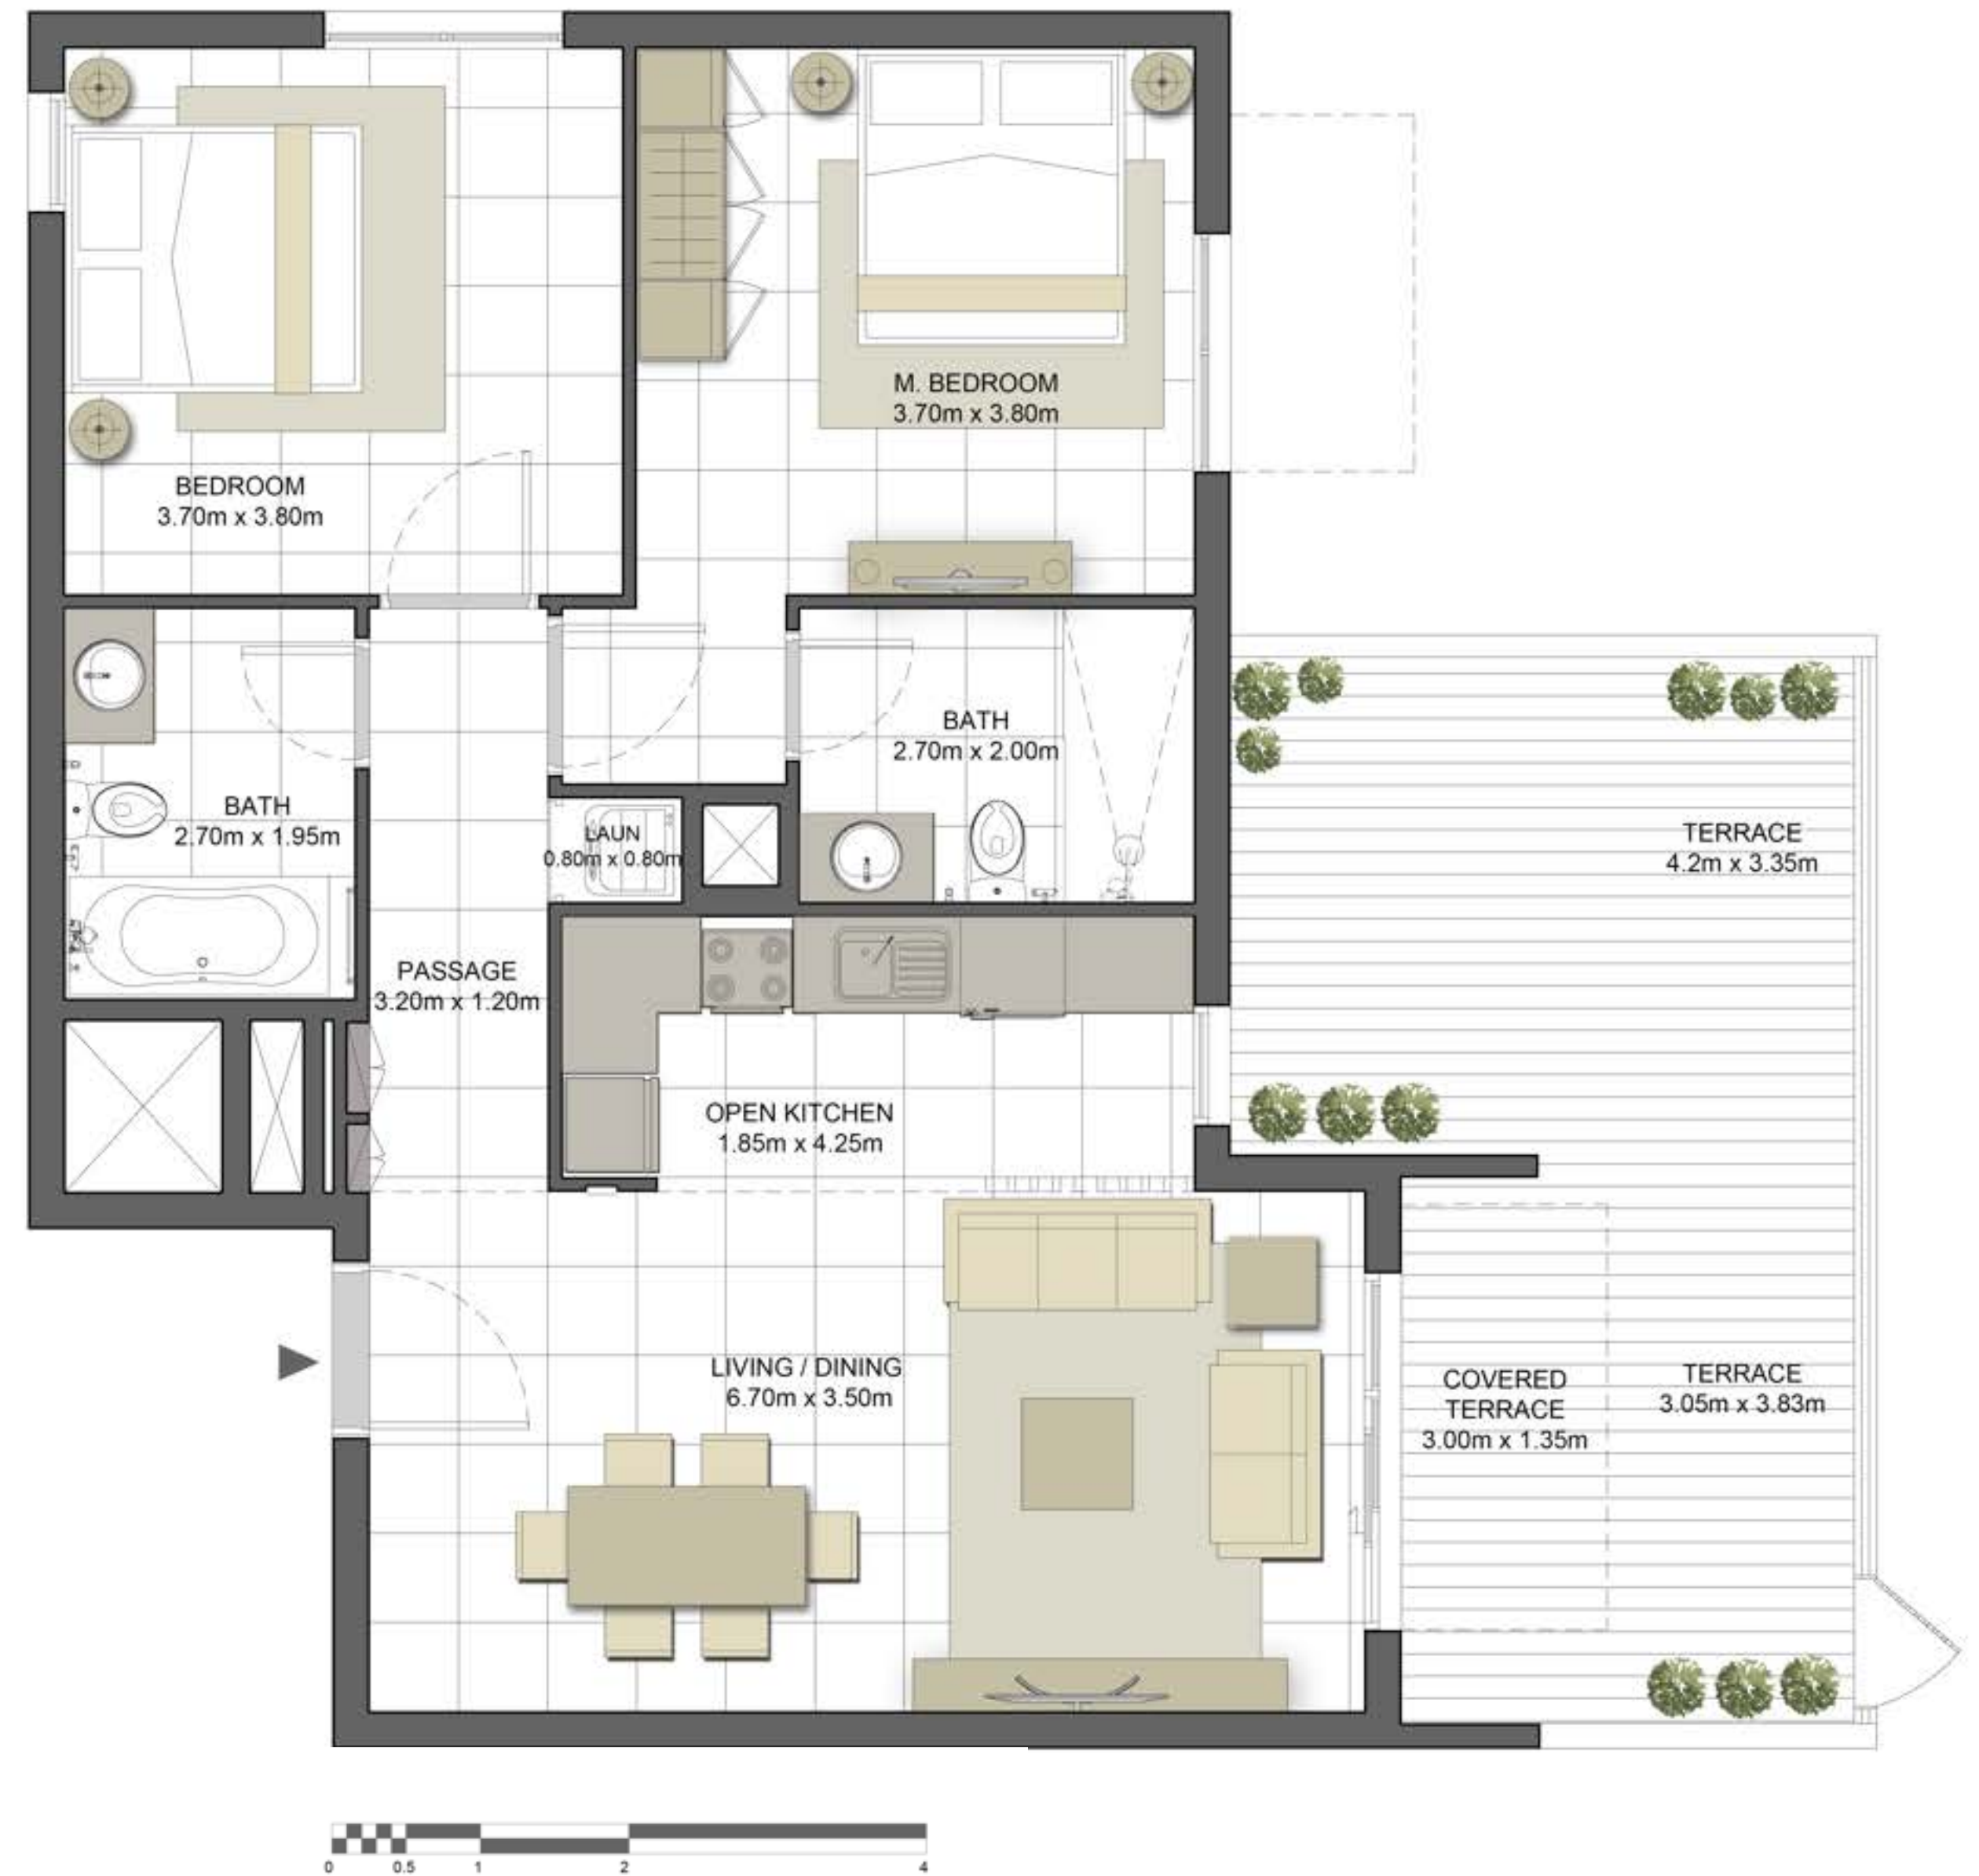 M. BEDROOM
3.70m x 3.80m
BEDROOM
3.70m x 3.80m
BATH
2.70m x 2.00m
BATH
2.70m x 1.95m
LAUN
0.80m x 0.80m
TERRACE
4.2m x 3.35m
PASSAGE
3.20m x 1.20m
OPEN KITCHEN
1.85m x 4.25m
LIVING / DINING
6.70m x 3.50m
COVERED
TERRACE
3.00m x 1.35m
TERRACE
3.05m x 3.83m
0 0.5 1 2 4